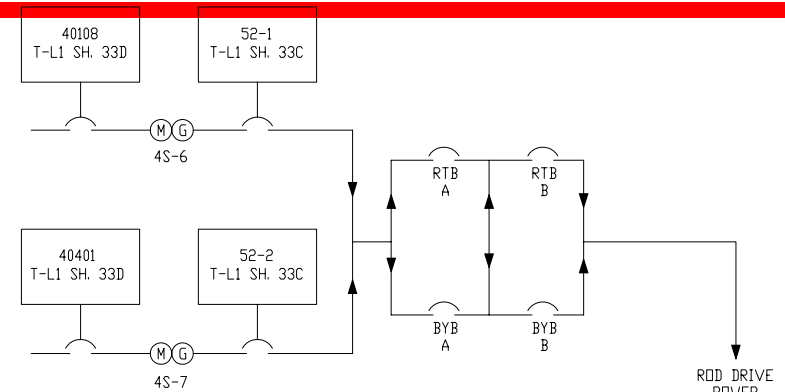 40108
T-L1 SH. 33D
52-1
T-L1 SH. 33C
M G
4S-6
RTB
A
RTB
B
40401
T-L1 SH. 33D
52-2
T-L1 SH. 33C
BYB
A
BYB
B
M G
4S-7
ROD DRIVE
POWER